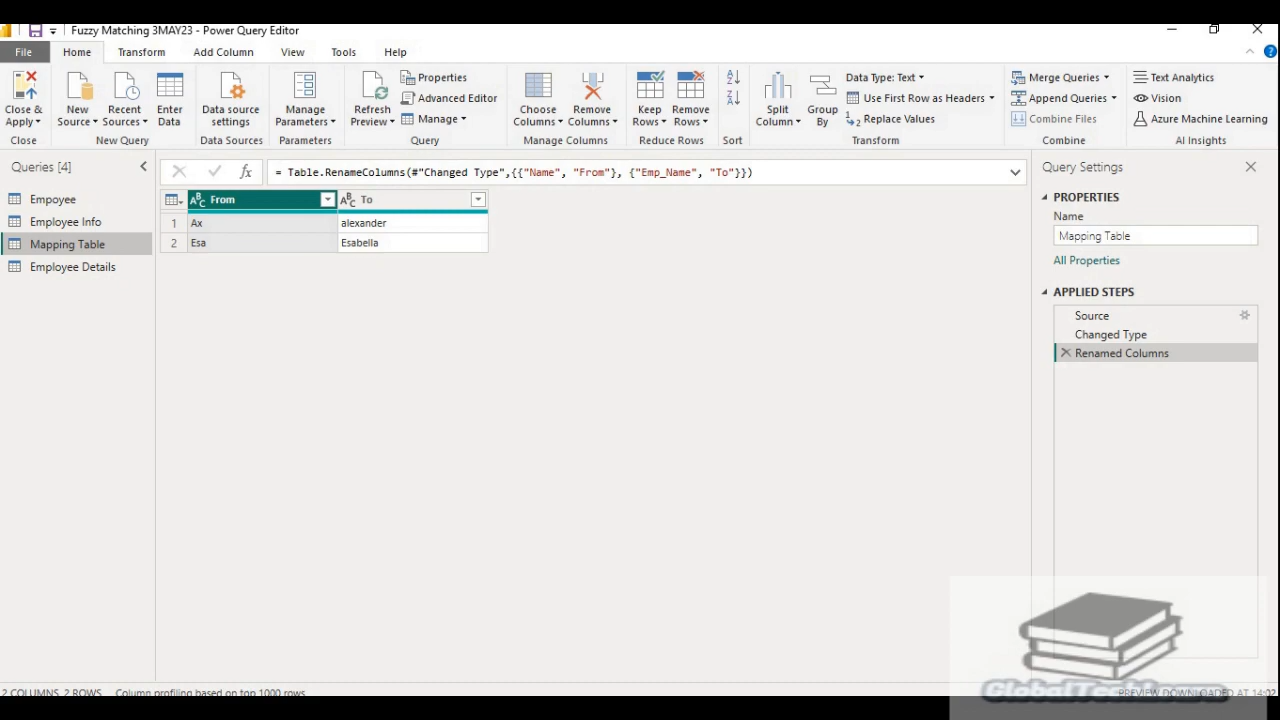 Fuzzy Matching 3MAY23 - Power Query Editor
File Home Transform Add Column View Tools Help
Close & Apply
New Source
Recent Sources
Enter Data
Data source settings
Manage Parameters
Refresh Preview
Properties
Advanced Editor
Manage
Choose Columns
Remove Columns
Keep Rows
Remove Rows
Split Column
Group By
Data Type: Text
Use First Row as Headers
Replace Values
Merge Queries
Append Queries
Combine Files
Text Analytics
Vision
Azure Machine Learning
Close New Query Data Sources Parameters Query Manage Columns Reduce Rows Sort Transform Combine AI Insights
Queries [4]
Empoyee
Employee Info
Mapping Table
Employee Details
= Table.RenameColumns(#"Changed Type",{{"Name", "From"}, {"Emp_Name", "To"}})
From To
1 Ax alexander
2 Esa Esabella
Query Settings
PROPERTIES
Name
Mapping Table
All Properties
APPLIED STEPS
Source
Changed Type
Renamed Columns
2 COLUMNS, 2 ROWS Column profiling based on top 1000 rows
PREVIEW DOWNLOADED AT 14:02